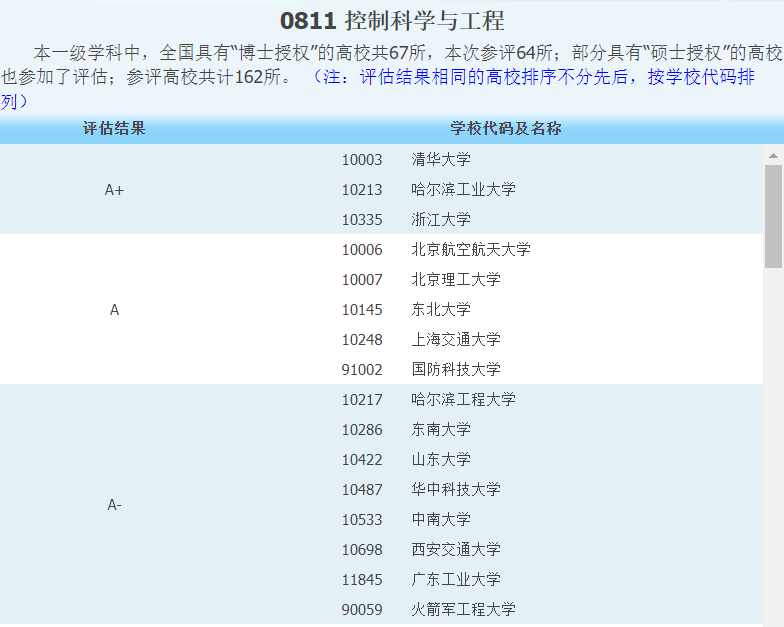 0811 控制科学与工程
本一级学科中，全国具有“博士授权”的高校共67所，本次参评64所；部分具有“硕士授权”的高校
也参加了评估；参评高校共计162所。（注：评估结果相同的高校排序不分先后，按学校代码排
列）
评估结果 学校代码及名称
10003 清华大学
A+ 10213 哈尔滨工业大学
10335 浙江大学
10006 北京航空航天大学
10007 北京理工大学
A 10145 东北大学
10248 上海交通大学
91002 国防科技大学
10217 哈尔滨工程大学
10286 东南大学
10422 山东大学
10487 华中科技大学
A-
10533 中南大学
10698 西安交通大学
11845 广东工业大学
90059 火箭军工程大学